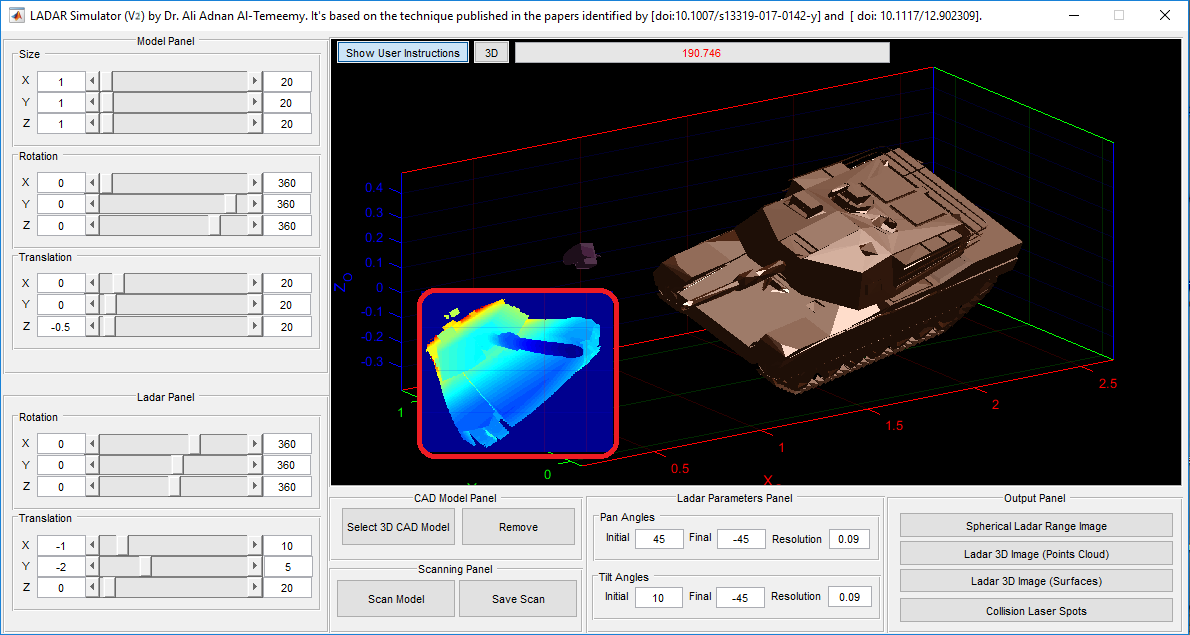 LADAR Simulator (V2) by Dr. Ali Adnan Al-Temeemy. It's based on the technique published in the papers identified by [doi:10.1007/s13319-017-0142-y] and [ doi: 10.1117/12.902309].
Model Panel
Size
X 1 20
Y 1 20
Z 1 20
Rotation
X 0 360
Y 0 360
Z 0 360
Translation
X 0 20
Y 0 20
Z -0.5 20
Ladar Panel
Rotation
X 0 360
Y 0 360
Z 0 360
Translation
X -1 10
Y -2 5
Z 0 20
Show User Instructions 3D 190.746
0.4
0.3
0.2
0.1
0
-0.1
-0.2
-0.3
1
0
0.5
1
1.5
2
2.5
X
CAD Model Panel
Select 3D CAD Model Remove
Scanning Panel
Scan Model Save Scan
Ladar Parameters Panel
Pan Angles
Initial 45 Final -45 Resolution 0.09
Tilt Angles
Initial 10 Final -45 Resolution 0.09
Output Panel
Spherical Ladar Range Image
Ladar 3D Image (Points Cloud)
Ladar 3D Image (Surfaces)
Collision Laser Spots